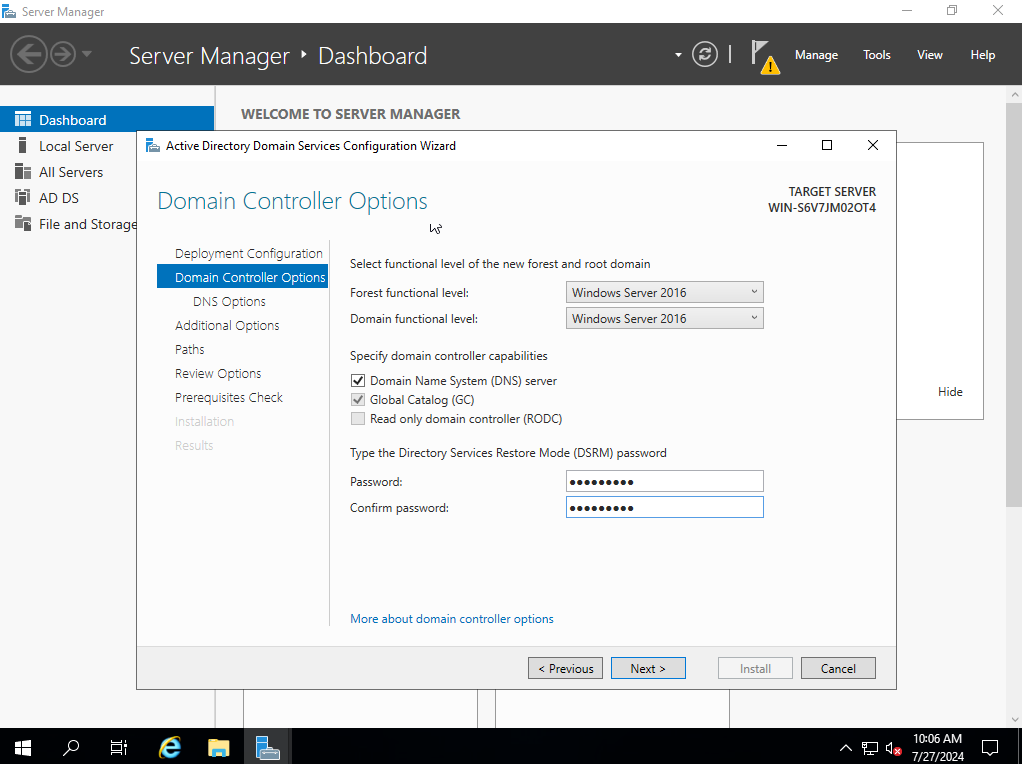 Server Manager
Server Manager ‣ Dashboard
Manage
Tools
View
Help
Dashboard
Local Server
All Servers
AD DS
File and Storage
WELCOME TO SERVER MANAGER
Hide
Active Directory Domain Services Configuration Wizard
Domain Controller Options
TARGET SERVER
WIN-S6V7JM02OT4
Deployment Configuration
Domain Controller Options
DNS Options
Additional Options
Paths
Review Options
Prerequisites Check
Installation
Results
Select functional level of the new forest and root domain
Forest functional level:
Windows Server 2016
Domain functional level:
Windows Server 2016
Specify domain controller capabilities
Domain Name System (DNS) server
Global Catalog (GC)
Read only domain controller (RODC)
Type the Directory Services Restore Mode (DSRM) password
Password:
●●●●●●●●●
Confirm password:
●●●●●●●●●
More about domain controller options
< Previous
Next >
Install
Cancel
10:06 AM
7/27/2024